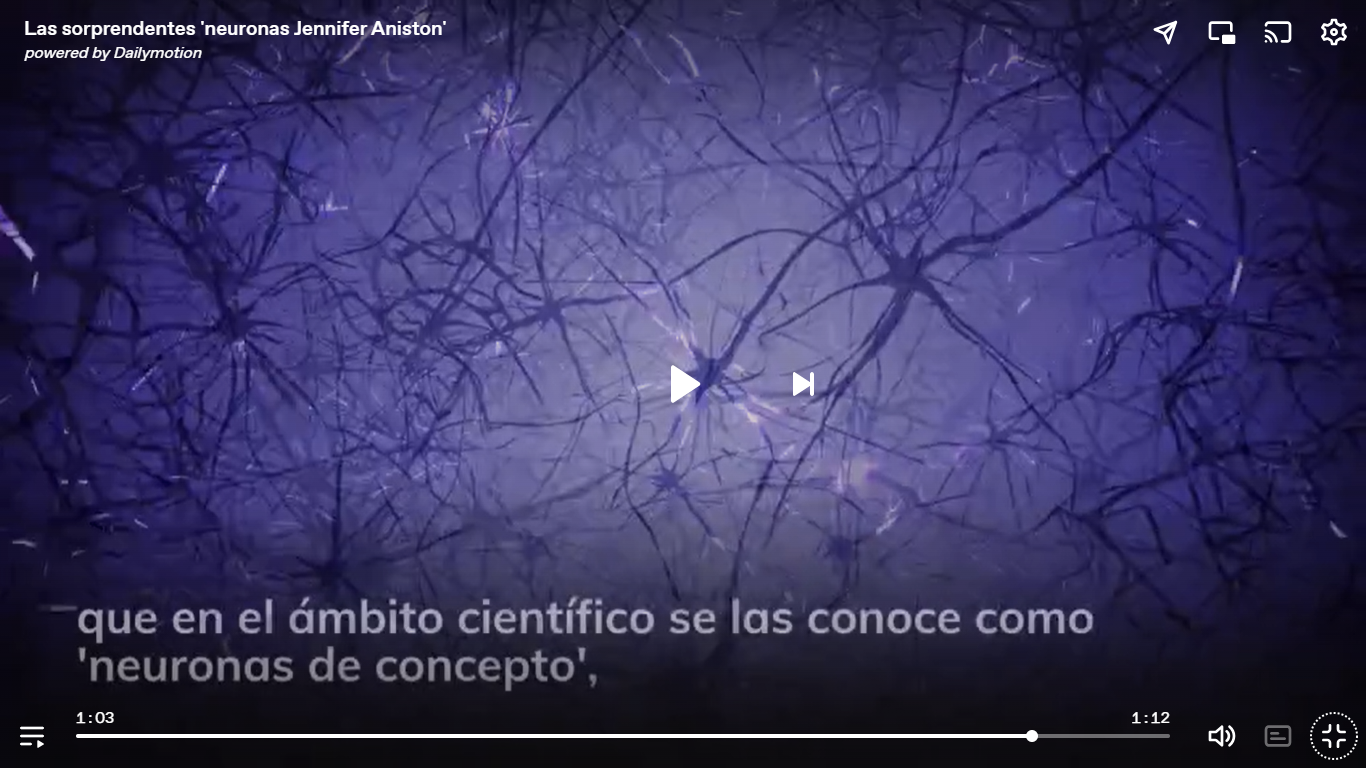 Las sorprendentes 'neuronas Jennifer Aniston'
powered by Dailymotion
que en el ámbito científico se las conoce como
'neuronas de concepto',
1:03
1:12